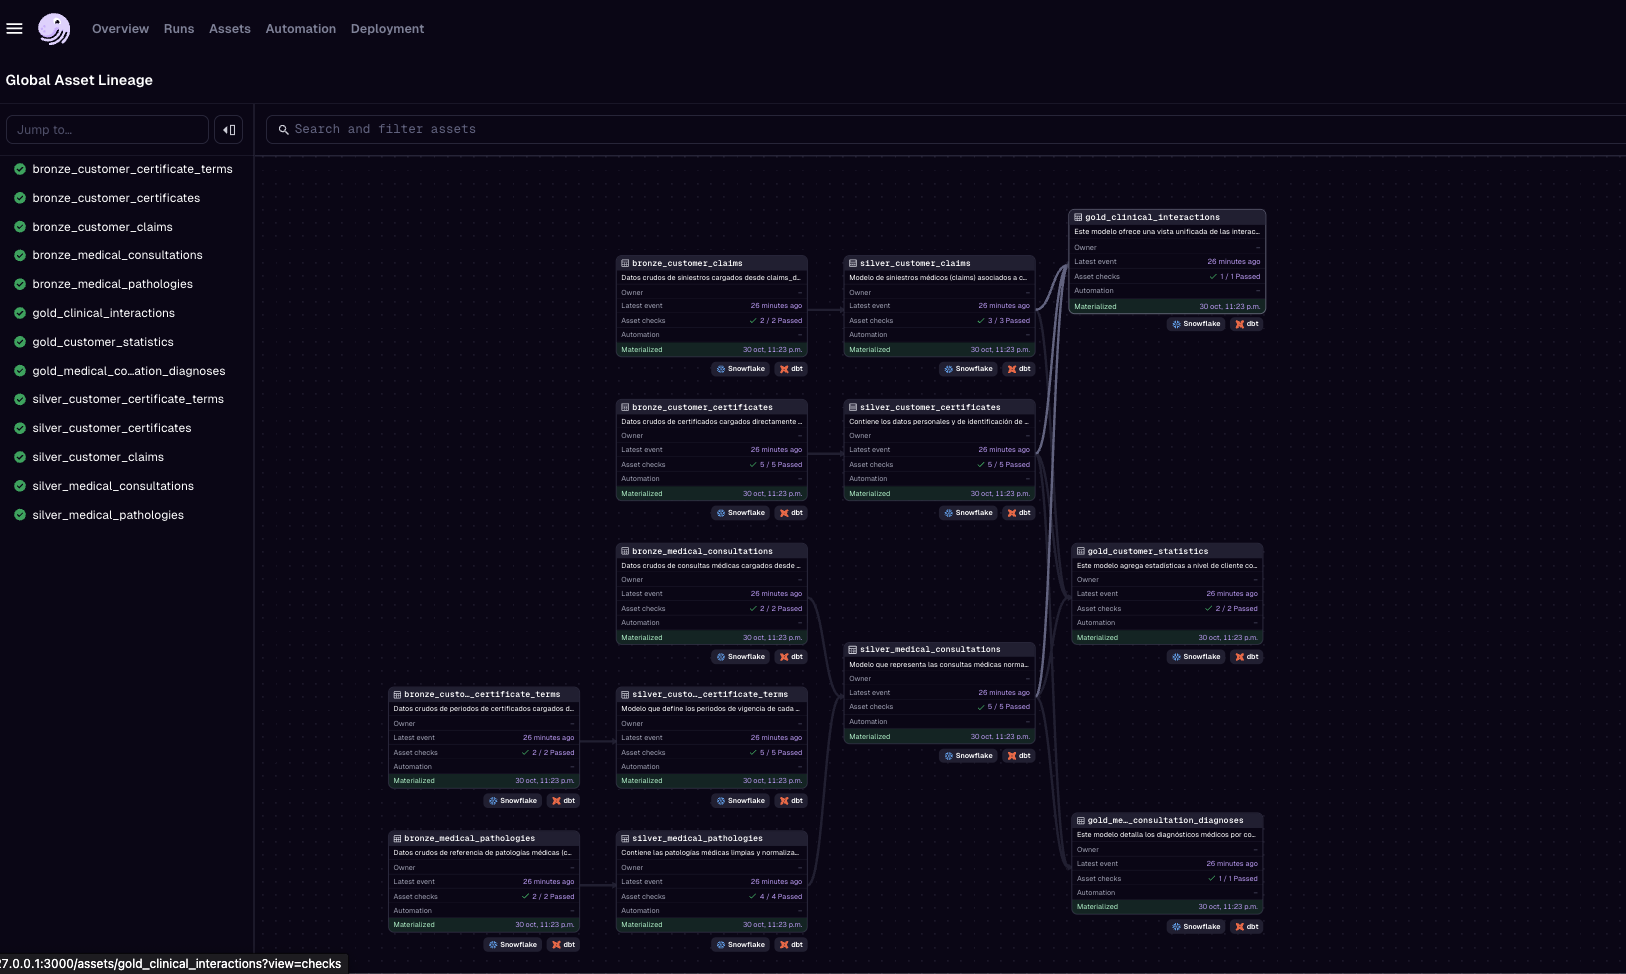 Overview Runs Assets Automation Deployment
Global Asset Lineage
Jump to…
Search and filter assets
bronze_customer_certificate_terms
bronze_customer_certificates
bronze_customer_claims
bronze_medical_consultations
bronze_medical_pathologies
gold_clinical_interactions
gold_customer_statistics
gold_medical_co…ation_diagnoses
silver_customer_certificate_terms
silver_customer_certificates
silver_customer_claims
silver_medical_consultations
silver_medical_pathologies
gold_clinical_interactions
Este modelo ofrece una vista unificada de las interac…
Owner –
Latest event 26 minutes ago
Asset checks 1 / 1 Passed
Automation –
Materialized 30 oct, 11:23 p.m.
Snowflake dbt
bronze_customer_claims
Datos crudos de siniestros cargados desde claims_d…
Owner –
Latest event 26 minutes ago
Asset checks 2 / 2 Passed
Automation –
Materialized 30 oct, 11:23 p.m.
Snowflake dbt
silver_customer_claims
Modelo de siniestros médicos (claims) asociados a c…
Owner –
Latest event 26 minutes ago
Asset checks 3 / 3 Passed
Automation –
Materialized 30 oct, 11:23 p.m.
Snowflake dbt
bronze_customer_certificates
Datos crudos de certificados cargados directamente …
Owner –
Latest event 26 minutes ago
Asset checks 5 / 5 Passed
Automation –
Materialized 30 oct, 11:23 p.m.
Snowflake dbt
silver_customer_certificates
Contiene los datos personales y de identificación de …
Owner –
Latest event 26 minutes ago
Asset checks 5 / 5 Passed
Automation –
Materialized 30 oct, 11:23 p.m.
Snowflake dbt
bronze_medical_consultations
Datos crudos de consultas médicas cargados desde …
Owner –
Latest event 26 minutes ago
Asset checks 2 / 2 Passed
Automation –
Materialized 30 oct, 11:23 p.m.
Snowflake dbt
gold_customer_statistics
Este modelo agrega estadísticas a nivel de cliente co…
Owner –
Latest event 26 minutes ago
Asset checks 2 / 2 Passed
Automation –
Materialized 30 oct, 11:23 p.m.
Snowflake dbt
silver_medical_consultations
Modelo que representa las consultas médicas norma…
Owner –
Latest event 26 minutes ago
Asset checks 5 / 5 Passed
Automation –
Materialized 30 oct, 11:23 p.m.
Snowflake dbt
bronze_custo…_certificate_terms
Datos crudos de periodos de certificados cargados d…
Owner –
Latest event 26 minutes ago
Asset checks 2 / 2 Passed
Automation –
Materialized 30 oct, 11:23 p.m.
Snowflake dbt
silver_custo…_certificate_terms
Modelo que define los periodos de vigencia de cada …
Owner –
Latest event 26 minutes ago
Asset checks 5 / 5 Passed
Automation –
Materialized 30 oct, 11:23 p.m.
Snowflake dbt
bronze_medical_pathologies
Datos crudos de referencia de patologías médicas (c…
Owner –
Latest event 26 minutes ago
Asset checks 2 / 2 Passed
Automation –
Materialized 30 oct, 11:23 p.m.
Snowflake dbt
silver_medical_pathologies
Contiene las patologías médicas limpias y normaliza…
Owner –
Latest event 26 minutes ago
Asset checks 4 / 4 Passed
Automation –
Materialized 30 oct, 11:23 p.m.
Snowflake dbt
gold_me…_consultation_diagnoses
Este modelo detalla los diagnósticos médicos por co…
Owner –
Latest event 26 minutes ago
Asset checks 1 / 1 Passed
Automation –
Materialized 30 oct, 11:23 p.m.
Snowflake dbt
27.0.0.1:3000/assets/gold_clinical_interactions?view=checks